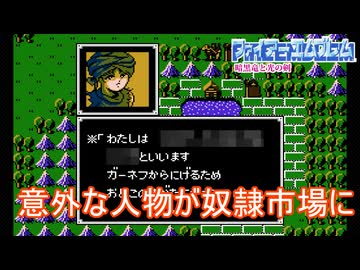 ファイアーエムブレム
暗黒竜と光の剣
※「わたしは
といいます
ガーネフからにげるため
意外な人物が奴隷市場に